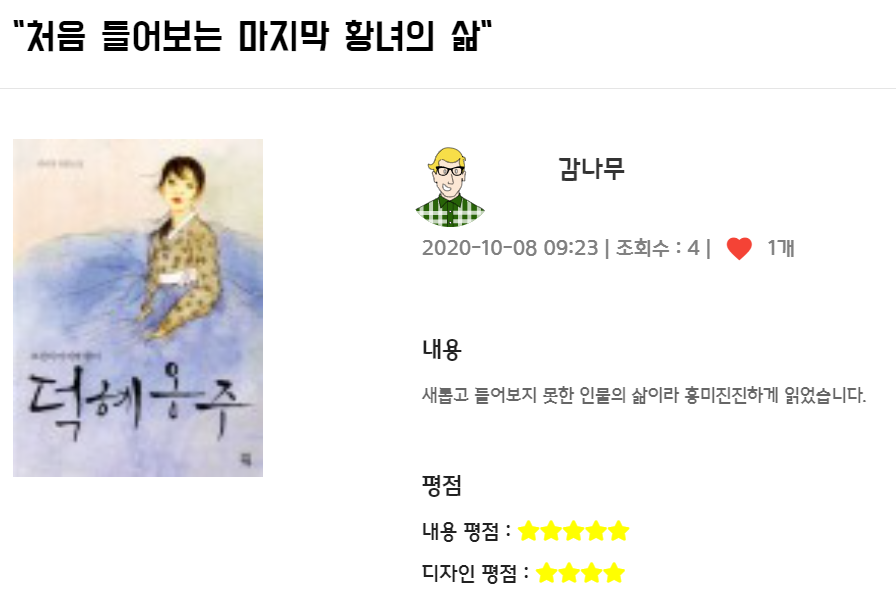 "처음 들어보는 마지막 황녀의 삶"
덕혜옹주
감나무
2020-10-08 09:23 | 조회수 : 4 | 1개
내용
새롭고 들어보지 못한 인물의 삶이라 흥미진진하게 읽었습니다.
평점
내용 평점 : ★★★★★
디자인 평점 : ★★★★